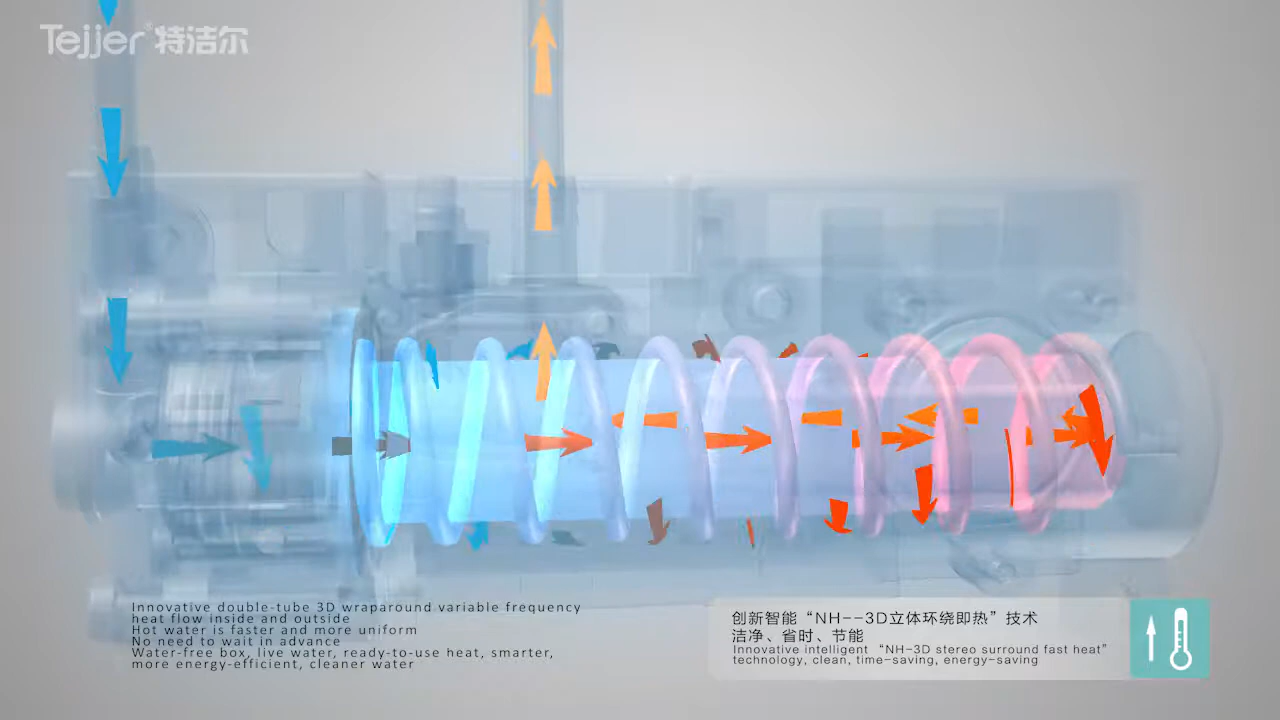 Tejjer® 特洁尔
Innovative double-tube 3D wraparound variable frequency
heat flow inside and outside
Hot water is faster and more uniform
No need to wait in advance
Water-free box, live water, ready-to-use heat, smarter,
more energy-efficient, cleaner water
创新智能“NH--3D立体环绕即热”技术
洁净、省时、节能
Innovative intelligent “NH-3D stereo surround fast heat”
technology, clean, time-saving, energy-saving